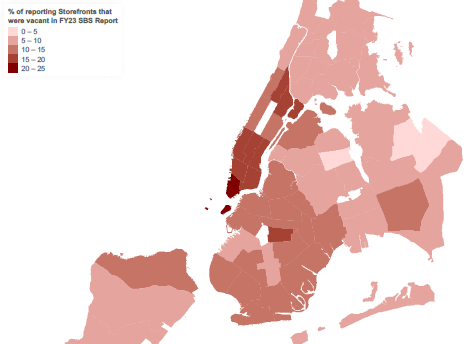 % of reporting Storefronts that
were vacant in FY23 SBS Report
0 – 5
5 – 10
10 – 15
15 – 20
20 – 25